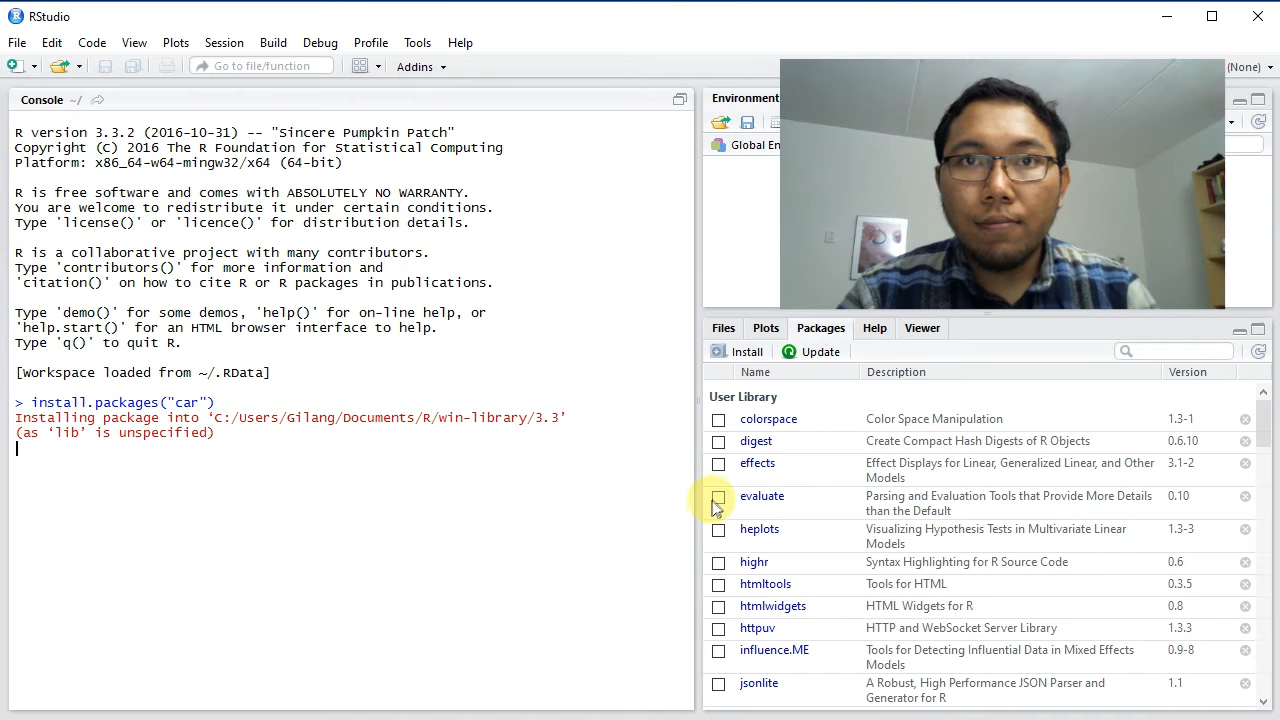 RStudio
File Edit Code View Plots Session Build Debug Profile Tools Help
Go to file/function Addins (None)
Console ~/
R version 3.3.2 (2016-10-31) -- "Sincere Pumpkin Patch"
Copyright (C) 2016 The R Foundation for Statistical Computing
Platform: x86_64-w64-mingw32/x64 (64-bit)
R is free software and comes with ABSOLUTELY NO WARRANTY.
You are welcome to redistribute it under certain conditions.
Type 'license()' or 'licence()' for distribution details.
R is a collaborative project with many contributors.
Type 'contributors()' for more information and
'citation()' on how to cite R or R packages in publications.
Type 'demo()' for some demos, 'help()' for on-line help, or
'help.start()' for an HTML browser interface to help.
Type 'q()' to quit R.
[Workspace loaded from ~/.RData]
> install.packages("car")
Installing package into ‘C:/Users/Gilang/Documents/R/win-library/3.3’
(as ‘lib’ is unspecified)
Environment
Global En
Files Plots Packages Help Viewer
Install Update
Name Description Version
User Library
colorspace Color Space Manipulation 1.3-1
digest Create Compact Hash Digests of R Objects 0.6.10
effects Effect Displays for Linear, Generalized Linear, and Other 3.1-2
Models
evaluate Parsing and Evaluation Tools that Provide More Details 0.10
than the Default
heplots Visualizing Hypothesis Tests in Multivariate Linear 1.3-3
Models
highr Syntax Highlighting for R Source Code 0.6
htmltools Tools for HTML 0.3.5
htmlwidgets HTML Widgets for R 0.8
httpuv HTTP and WebSocket Server Library 1.3.3
influence.ME Tools for Detecting Influential Data in Mixed Effects 0.9-8
Models
jsonlite A Robust, High Performance JSON Parser and 1.1
Generator for R